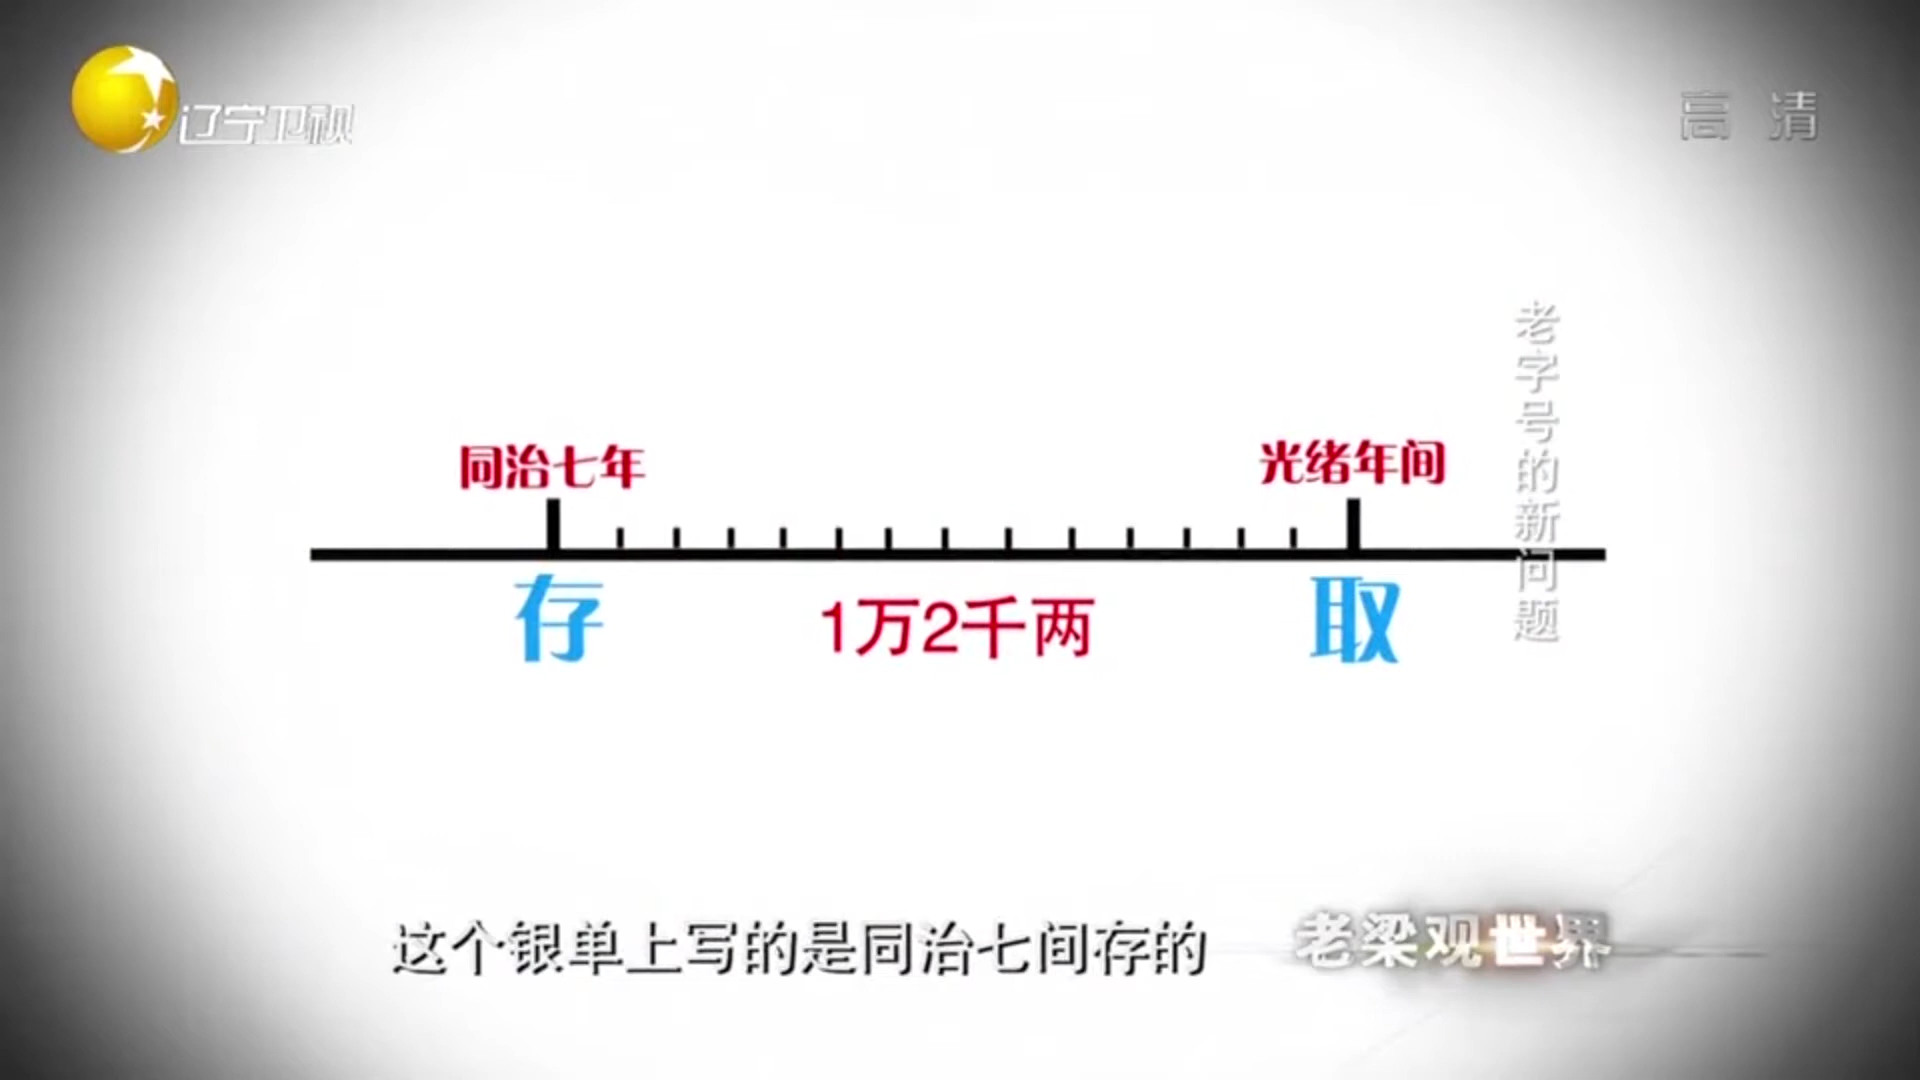 辽宁卫视
高清
老字号的新问题
同治七年
光绪年间
存
1万2千两
取
这个银单上写的是同治七间存的
老梁观世界